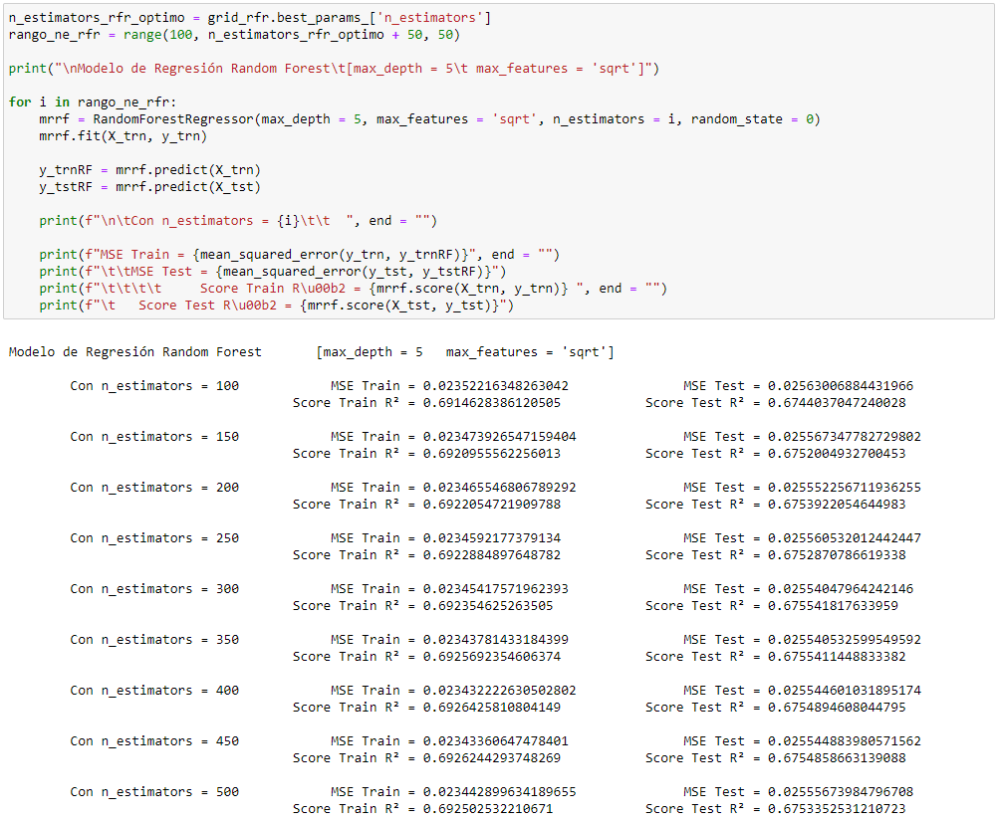 n_estimators_rfr_optimo = grid_rfr.best_params_['n_estimators']
rango_ne_rfr = range(100, n_estimators_rfr_optimo + 50, 50)
print("\nModelo de Regresión Random Forest\t[max_depth = 5\t max_features = 'sqrt']")
for i in rango_ne_rfr:
    mrrf = RandomForestRegressor(max_depth = 5, max_features = 'sqrt', n_estimators = i, random_state = 0)
    mrrf.fit(X_trn, y_trn)
    y_trnRF = mrrf.predict(X_trn)
    y_tstRF = mrrf.predict(X_tst)
    print(f"\n\tCon n_estimators = {i}\t\t  ", end = "")
    print(f"MSE Train = {mean_squared_error(y_trn, y_trnRF)}", end = "")
    print(f"\t\tMSE Test = {mean_squared_error(y_tst, y_tstRF)}")
    print(f"\t\t\t\t     Score Train R\u00b2 = {mrrf.score(X_trn, y_trn)} ", end = "")
    print(f"\t   Score Test R\u00b2 = {mrrf.score(X_tst, y_tst)}")
Modelo de Regresión Random Forest       [max_depth = 5   max_features = 'sqrt']
Con n_estimators = 100            MSE Train = 0.02352216348263042               MSE Test = 0.02563006884431966
Score Train R² = 0.6914628386120505           Score Test R² = 0.6744037047240028
Con n_estimators = 150            MSE Train = 0.023473926547159404              MSE Test = 0.025567347782729802
Score Train R² = 0.6920955562256013           Score Test R² = 0.6752004932700453
Con n_estimators = 200            MSE Train = 0.023465546806789292              MSE Test = 0.025552256711936255
Score Train R² = 0.6922054721909788           Score Test R² = 0.6753922054644983
Con n_estimators = 250            MSE Train = 0.0234592177379134                MSE Test = 0.025560532012442447
Score Train R² = 0.6922884897648782           Score Test R² = 0.6752870786619338
Con n_estimators = 300            MSE Train = 0.02345417571962393               MSE Test = 0.02554047964242146
Score Train R² = 0.692354625263505            Score Test R² = 0.675541817633959
Con n_estimators = 350            MSE Train = 0.02343781433184399               MSE Test = 0.025540532599549592
Score Train R² = 0.6925692354606374           Score Test R² = 0.6755411448833382
Con n_estimators = 400            MSE Train = 0.023432222630502802              MSE Test = 0.025544601031895174
Score Train R² = 0.6926425810804149           Score Test R² = 0.6754894608044795
Con n_estimators = 450            MSE Train = 0.02343360647478401               MSE Test = 0.025544883980571562
Score Train R² = 0.6926244293748269           Score Test R² = 0.6754858663139088
Con n_estimators = 500            MSE Train = 0.023442899634189655              MSE Test = 0.02555673984796708
Score Train R² = 0.692502532210671            Score Test R² = 0.6753352531210723